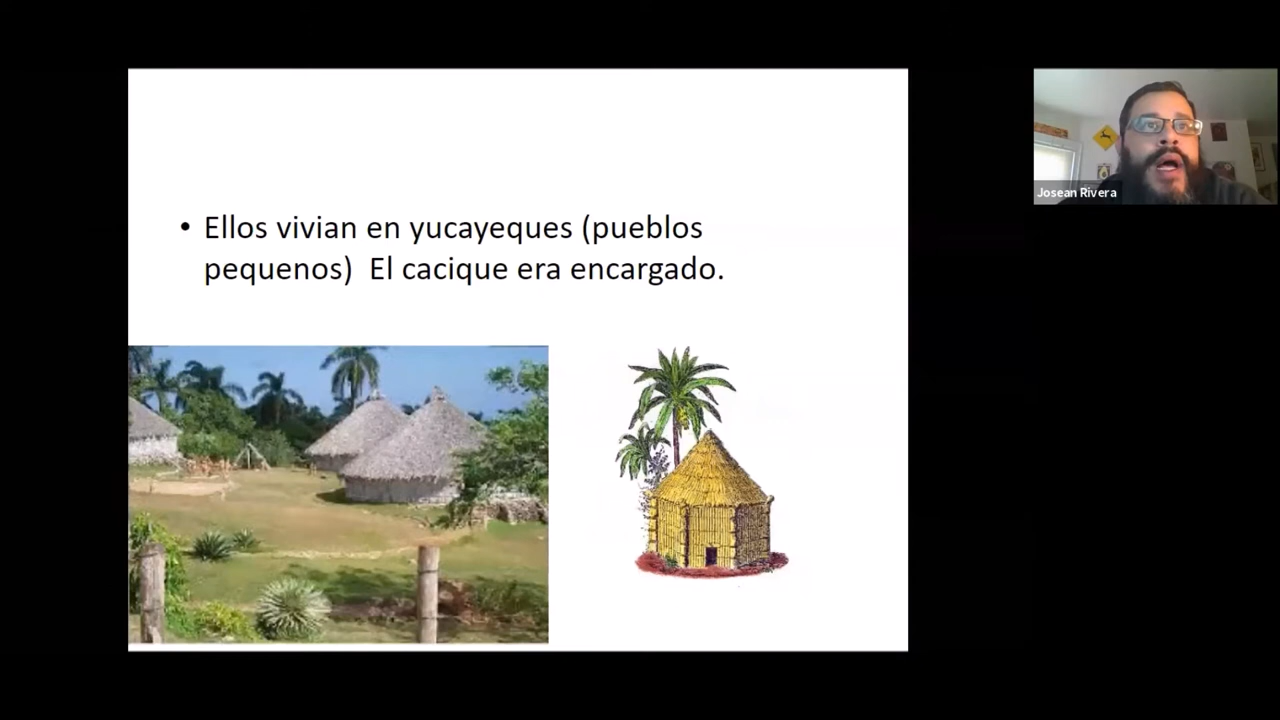 • Ellos vivian en yucayeques (pueblos
pequenos)  El cacique era encargado.
Josean Rivera